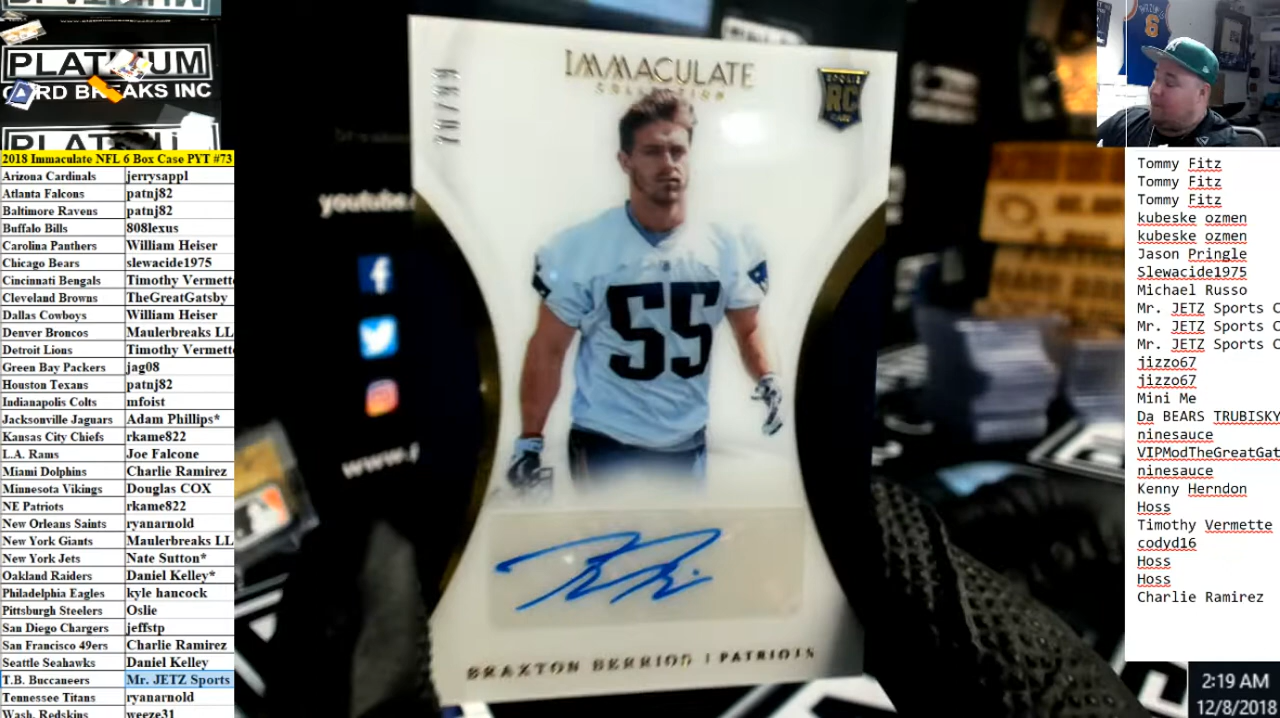 PLATINUM
CARD BREAKS INC
2018 Immaculate NFL 6 Box Case PYT #73
Arizona Cardinals jerrysappl
Atlanta Falcons patnj82
Baltimore Ravens patnj82
Buffalo Bills 808lexus
Carolina Panthers William Heiser
Chicago Bears slewacide1975
Cincinnati Bengals Timothy Vermette
Cleveland Browns TheGreatGatsby
Dallas Cowboys William Heiser
Denver Broncos Maulerbreaks LL
Detroit Lions Timothy Vermette
Green Bay Packers jag08
Houston Texans patnj82
Indianapolis Colts mfoist
Jacksonville Jaguars Adam Phillips*
Kansas City Chiefs rkame822
L.A. Rams Joe Falcone
Miami Dolphins Charlie Ramirez
Minnesota Vikings Douglas COX
NE Patriots rkame822
New Orleans Saints ryanarnold
New York Giants Maulerbreaks LL
New York Jets Nate Sutton*
Oakland Raiders Daniel Kelley*
Philadelphia Eagles kyle hancock
Pittsburgh Steelers Oslie
San Diego Chargers jeffstp
San Francisco 49ers Charlie Ramirez
Seattle Seahawks Daniel Kelley
T.B. Buccaneers Mr. JETZ Sports
Tennessee Titans ryanarnold
Wash. Redskins weeze31
youtube.
www.
IMMACULATE
COLLECTION
ROOKIE
RC
55
BRAXTON BERRIOS | PATRIOTS
6
Tommy Fitz
Tommy Fitz
Tommy Fitz
kubeske ozmen
kubeske ozmen
Jason Pringle
Slewacide1975
Michael Russo
Mr. JETZ Sports C
Mr. JETZ Sports C
Mr. JETZ Sports C
jizzo67
jizzo67
Mini Me
Da BEARS TRUBISKY
ninesauce
VIPModTheGreatGat
ninesauce
Kenny Herndon
Hoss
Timothy Vermette
codyd16
Hoss
Hoss
Charlie Ramirez
2:19 AM
12/8/2018